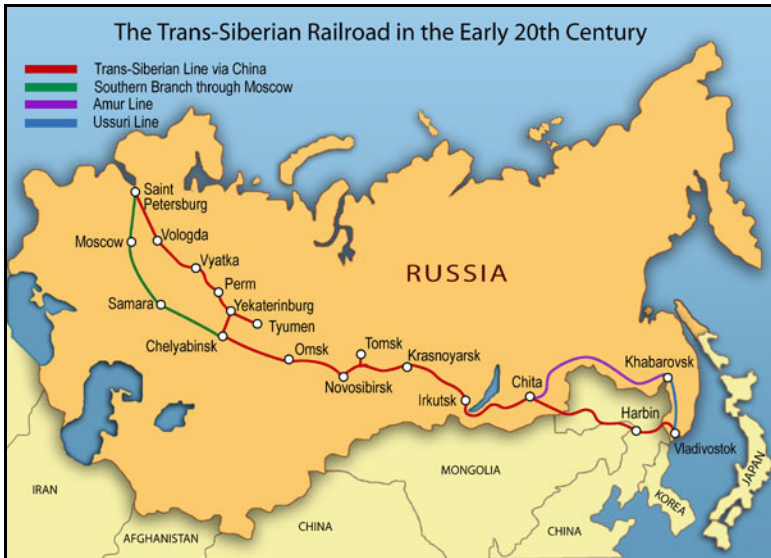 The Trans-Siberian Railroad in the Early 20th Century
Trans-Siberian Line via China
Southern Branch through Moscow
Amur Line
Ussuri Line
Saint
Petersburg
Moscow
Vologda
Vyatka
RUSSIA
Perm
Samara
Yekaterinburg
Tyumen
Chelyabinsk
Omsk
Tomsk
Krasnoyarsk
Novosibirsk
Irkutsk
Chita
Khabarovsk
Harbin
Vladivostok
MONGOLIA
JAPAN
IRAN
KOREA
AFGHANISTAN
CHINA
CHINA